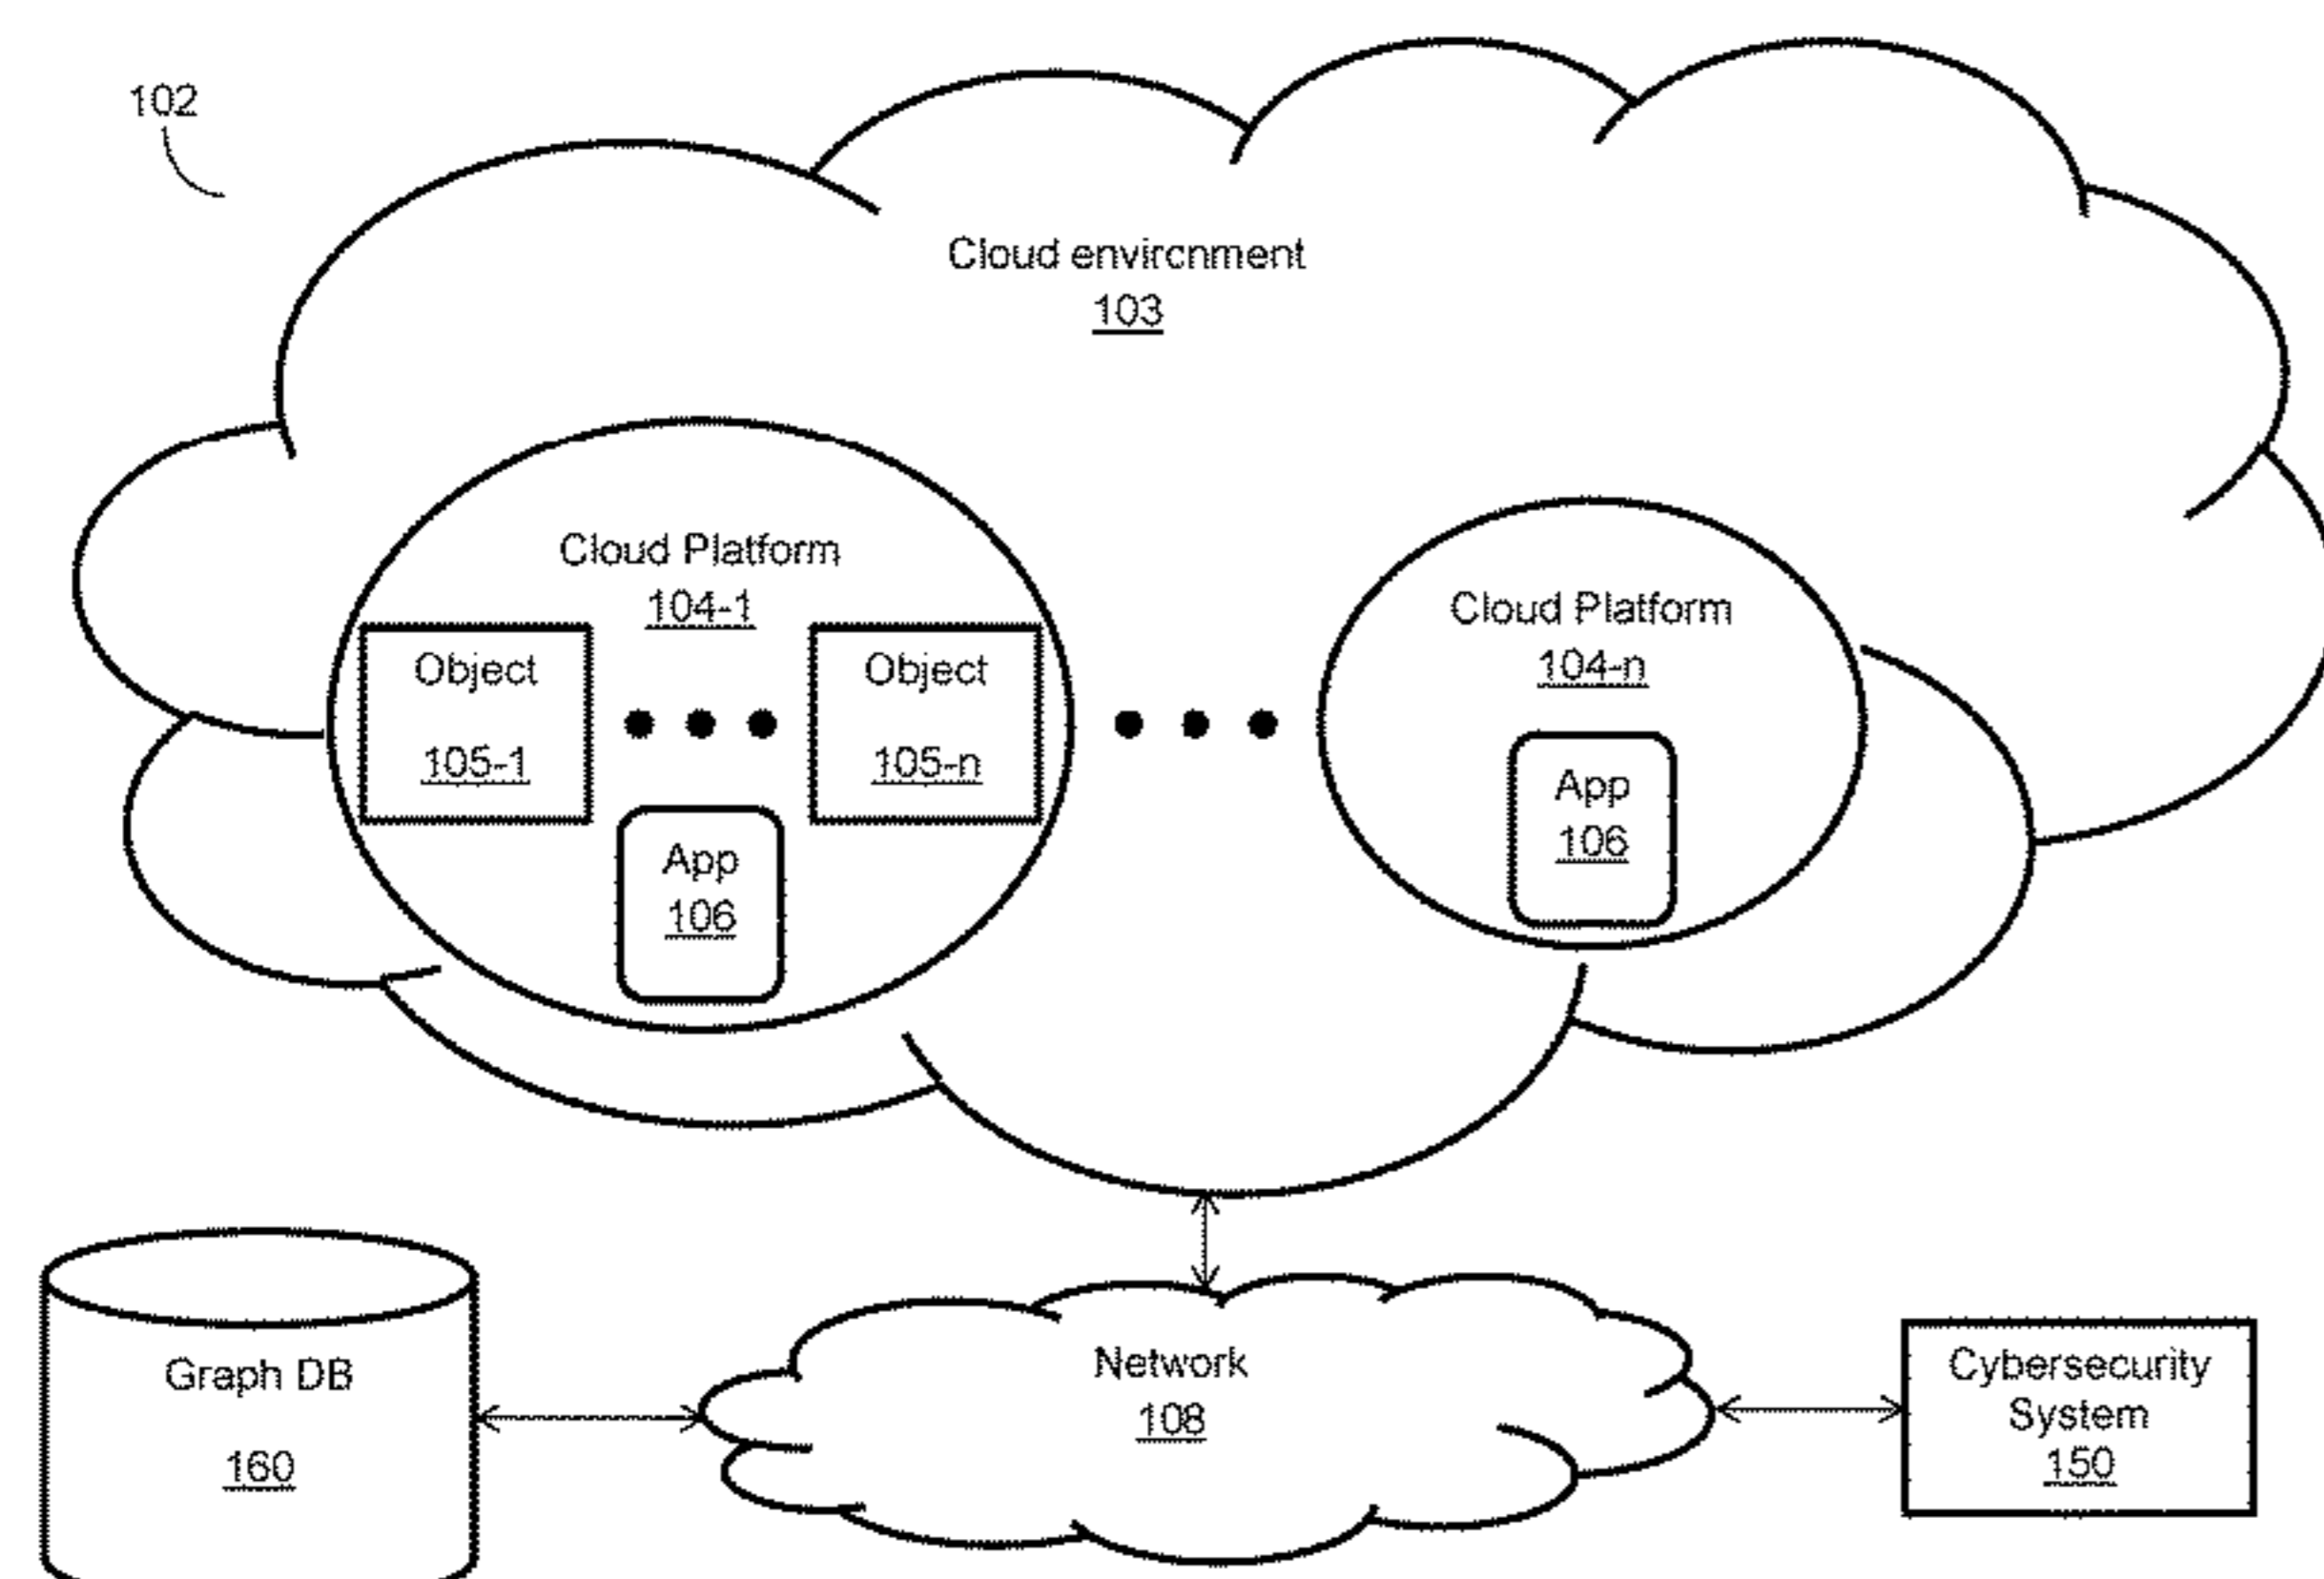 102
Cloud environment
103
Cloud Platform
104-1
Object
105-1
Object
105-n
App
106
Cloud Platform
104-n
App
106
Graph DB
160
Network
108
Cybersecurity
System
150